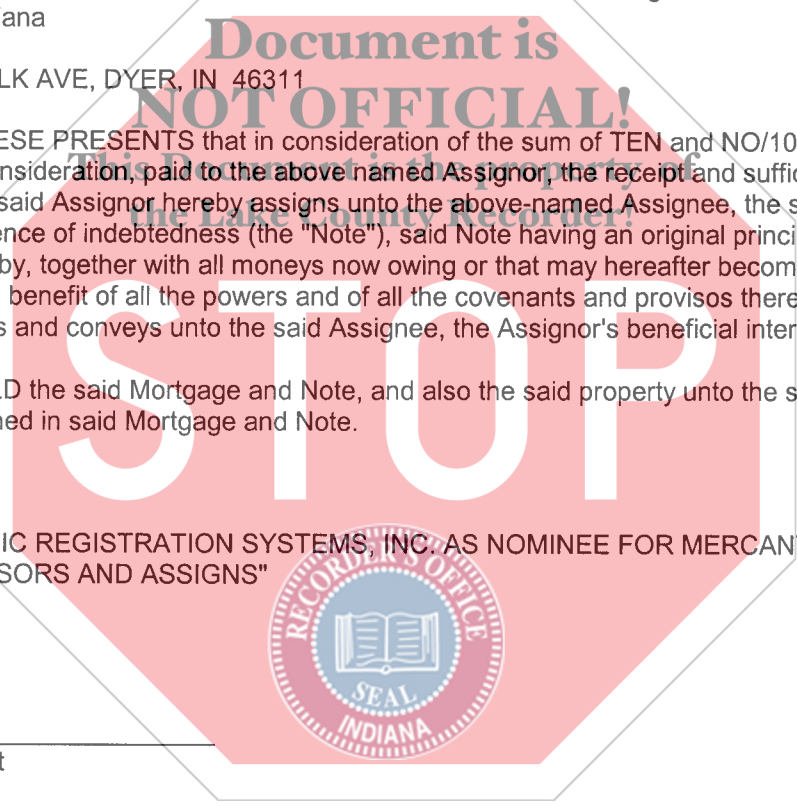 iana
Document is
LK AVE, DYER, IN 46311
NOT OFFICIAL!
ESE PRESENTS that in consideration of the sum of TEN and NO/10
This Document is the property of
nsideration, paid to the above named Assignor, the receipt and suffic
said Assignor hereby assigns unto the above-named Assignee, the s
the Lake County Recorder!
ence of indebtedness (the "Note"), said Note having an original princi
by, together with all moneys now owing or that may hereafter becom
benefit of all the powers and of all the covenants and provisos there
s and conveys unto the said Assignee, the Assignor's beneficial inter
LD the said Mortgage and Note, and also the said property unto the s
ned in said Mortgage and Note.
STOP
IC REGISTRATION SYSTEMS, INC. AS NOMINEE FOR MERCAN
SORS AND ASSIGNS"
RECORDER'S OFFICE
SEAL
INDIANA
t